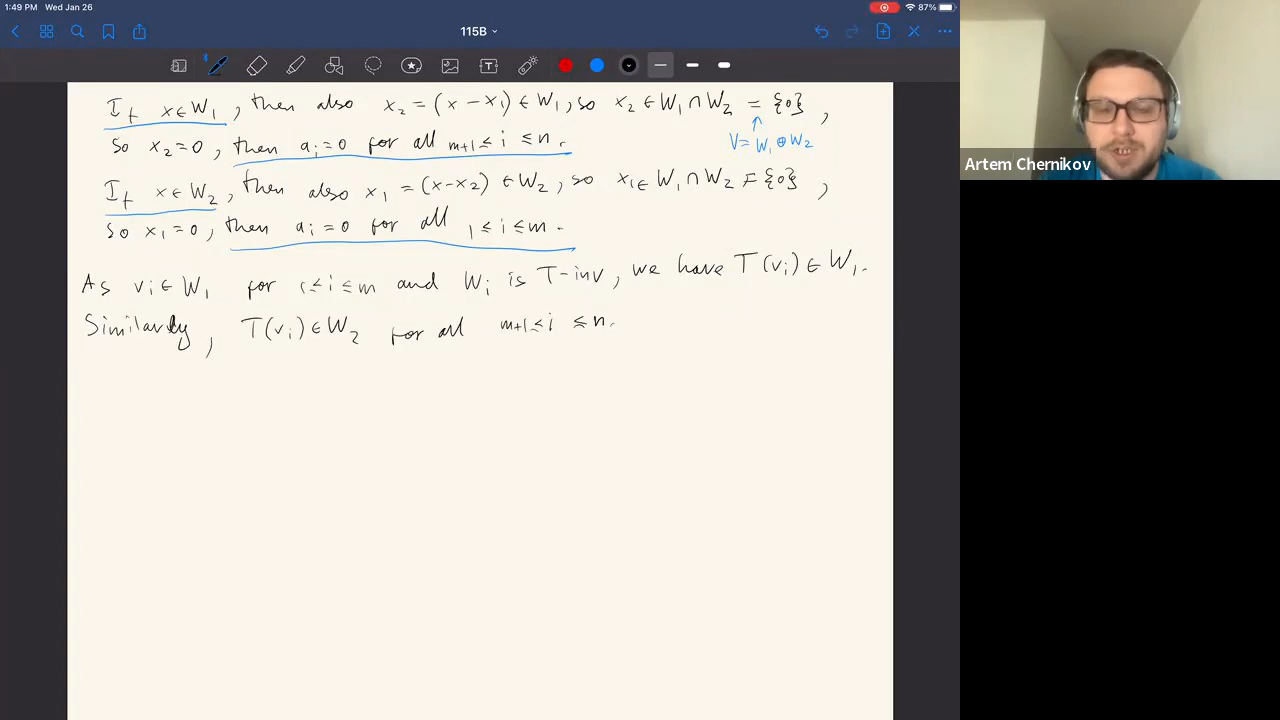 1:49 PM Wed Jan 26
87%
115B
If x ∈ W₁, then also x₂ = (x − x₁) ∈ W₁, so x₂ ∈ W₁ ∩ W₂ = {0},
V = W₁ ⊕ W₂
so x₂ = 0, then aᵢ = 0 for all m+1 ≤ i ≤ n.
If x ∈ W₂, then also x₁ = (x − x₂) ∈ W₂, so x₁ ∈ W₁ ∩ W₂ = {0},
so x₁ = 0, then aᵢ = 0 for all 1 ≤ i ≤ m.
As vᵢ ∈ W₁ for 1 ≤ i ≤ m and Wᵢ is T-inv, we have T(vᵢ) ∈ W₁.
Similarly, T(vᵢ) ∈ W₂ for all m+1 ≤ i ≤ n.
Artem Chernikov